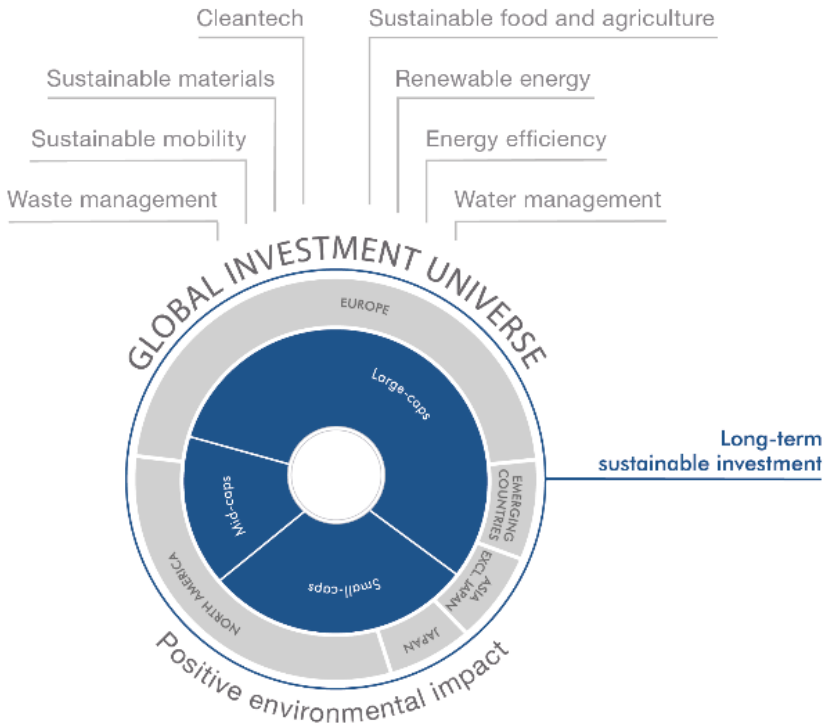 Cleantech
Sustainable food and agriculture
Sustainable materials
Renewable energy
Sustainable mobility
Energy efficiency
Waste management
Water management
GLOBAL INVESTMENT UNIVERSE
EUROPE
Large-caps
Long-term
sustainable investment
Mid-caps
EMERGING
COUNTRIES
Small-caps
ASIA
EXCL. JAPAN
NORTH AMERICA
JAPAN
Positive environmental impact